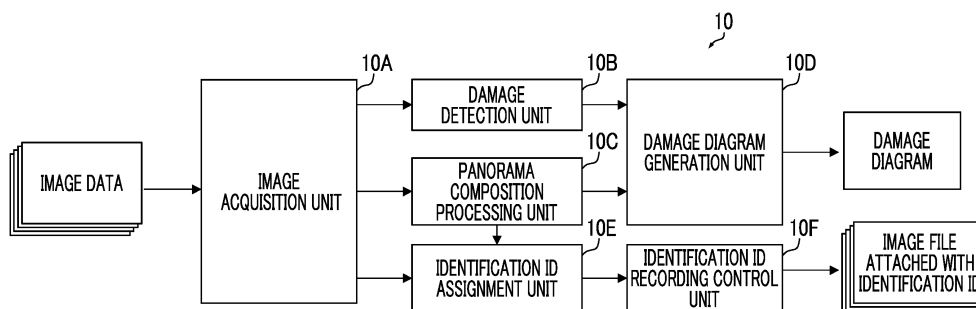 10
10A
10B
10D
DAMAGE
DETECTION UNIT
10C
IMAGE DATA
IMAGE
ACQUISITION UNIT
PANORAMA
COMPOSITION
PROCESSING UNIT
DAMAGE DIAGRAM
GENERATION UNIT
DAMAGE
DIAGRAM
10E
10F
IDENTIFICATION ID
ASSIGNMENT UNIT
IDENTIFICATION ID
RECORDING CONTROL
UNIT
IMAGE FILE
ATTACHED WITH
IDENTIFICATION ID